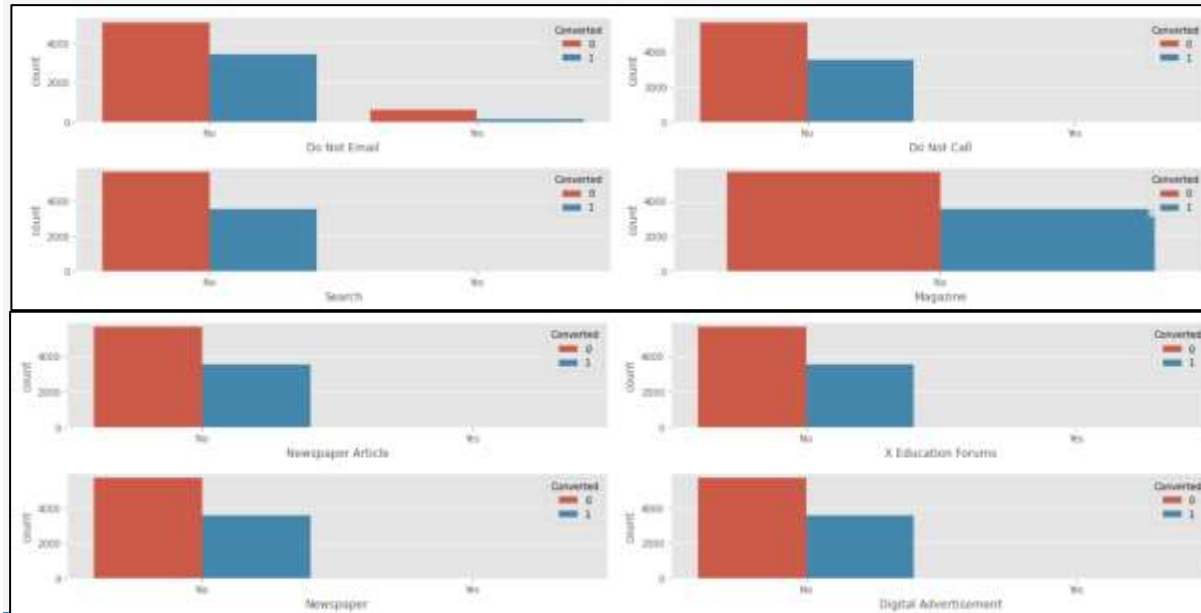 Converted
0
1
4000
2000
0
count
No
Yes
Do Not Email
Converted
0
1
4000
2000
0
count
No
Yes
Do Not Call
Converted
0
1
4000
2000
0
count
No
Yes
Search
Converted
0
1
4000
2000
0
count
No
Magazine
Converted
0
1
4000
2000
0
count
No
Yes
Newspaper Article
Converted
0
1
4000
2000
0
count
No
Yes
X Education Forums
Converted
0
1
4000
2000
0
count
No
Yes
Newspaper
Converted
0
1
4000
2000
0
count
No
Yes
Digital Advertisement